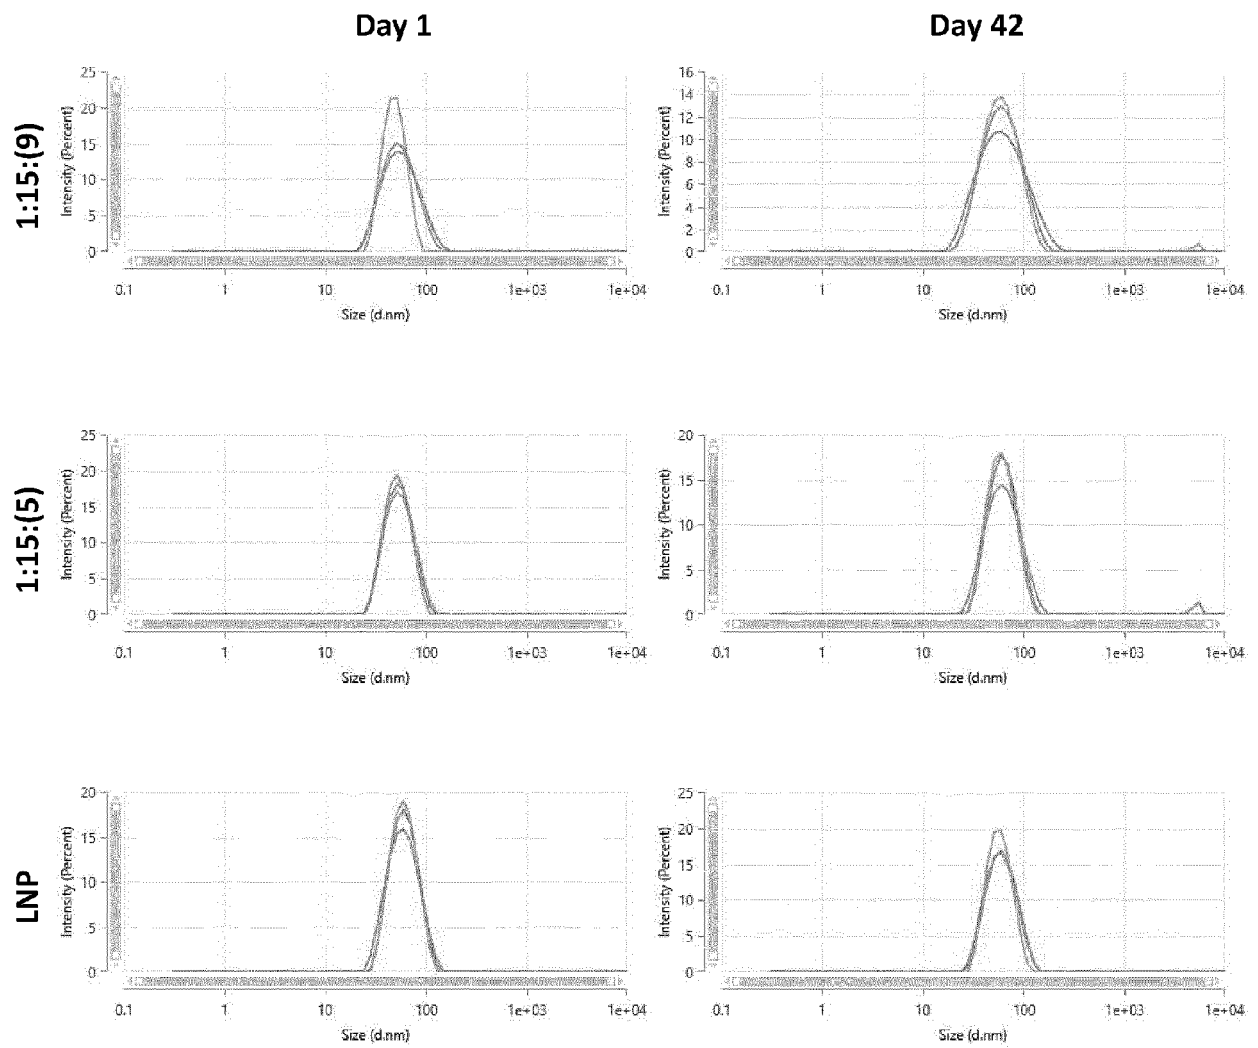 Day 1
Day 42
1:15:(9)
Intensity (Percent)
25
20
15
10
5
0
0.1 1 10 100 1e+03 1e+04
Size (d.nm)
Intensity (Percent)
16
14
12
10
8
6
4
2
0
0.1 1 10 100 1e+03 1e+04
Size (d.nm)
1:15:(5)
Intensity (Percent)
25
20
15
10
5
0
0.1 1 10 100 1e+03 1e+04
Size (d.nm)
Intensity (Percent)
20
15
10
5
0
0.1 1 10 100 1e+03 1e+04
Size (d.nm)
LNP
Intensity (Percent)
20
15
10
5
0
0.1 1 10 100 1e+03 1e+04
Size (d.nm)
Intensity (Percent)
25
20
15
10
5
0
0.1 1 10 100 1e+03 1e+04
Size (d.nm)